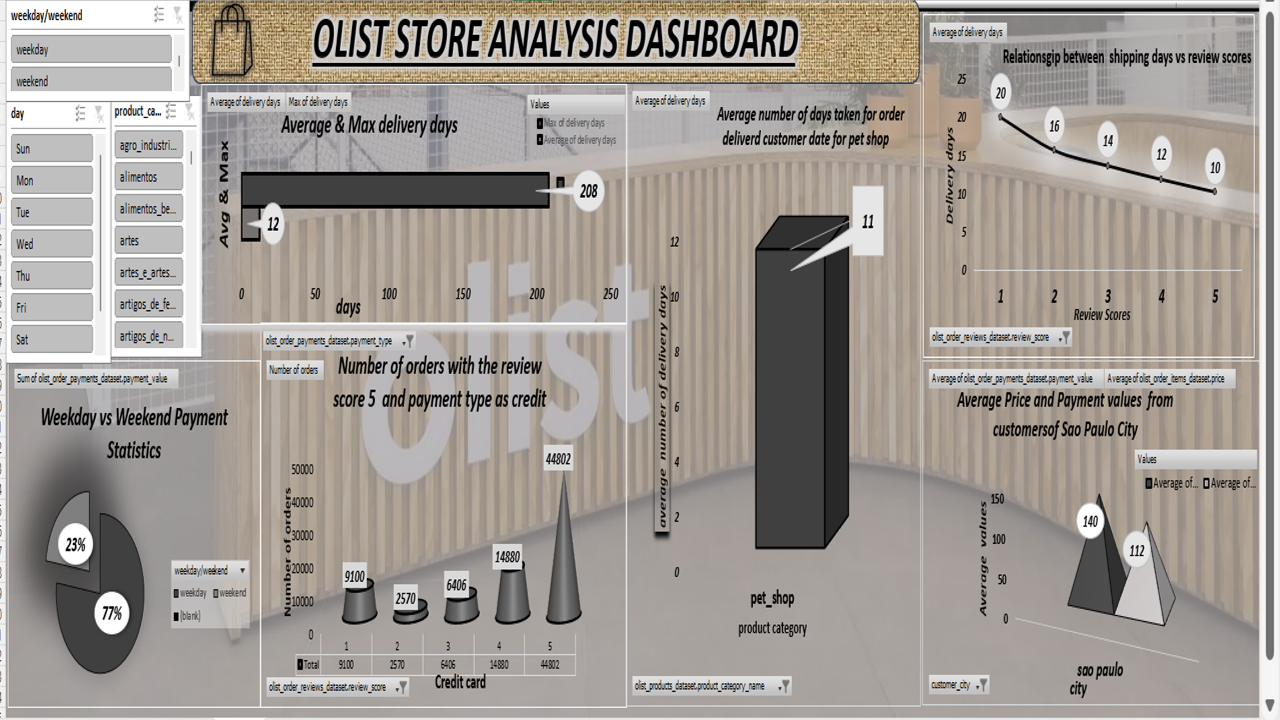 weekday/weekend
weekday
weekend
OLIST STORE ANALYSIS DASHBOARD
day
Sun
Mon
Tue
Wed
Thu
Fri
Sat
product_ca...
agro_industri...
alimentos
alimentos_be...
artes
artes_e_artes...
artigos_de_fe...
artigos_de_n...
Average of delivery days
Max of delivery days
Average & Max delivery days
Values
Max of delivery days
Average of delivery days
Avg & Max
208
12
0 50 100 150 200 250
days
Average of delivery days
Average number of days taken for order
deliverd customer date for pet shop
11
average number of delivery days
12
10
8
6
4
2
0
pet_shop
product category
olist_products_dataset.product_category_name
Average of delivery days
Relationsgip between shipping days vs review scores
Delivery days
25
20
15
10
5
0
20
16
14
12
10
1 2 3 4 5
Review Scores
olist_order_reviews_dataset.review_score
Sum of olist_order_payments_dataset.payment_value
Weekday vs Weekend Payment
Statistics
23%
77%
weekday/weekend
weekday weekend
(blank)
olist_order_payments_dataset.payment_type
Number of orders
Number of orders with the review
score 5 and payment type as credit
Number of orders
50000
40000
30000
20000
10000
0
9100
2570
6406
14880
44802
1 2 3 4 5
Total 9100 2570 6406 14880 44802
Credit card
olist_order_reviews_dataset.review_score
olist
Average of olist_order_payments_dataset.payment_value
Average of olist_order_items_dataset.price
Average Price and Payment values from
customersof Sao Paulo City
Values
Average of... Average of...
Average values
150
100
50
0
140
112
sao paulo
city
customer_city